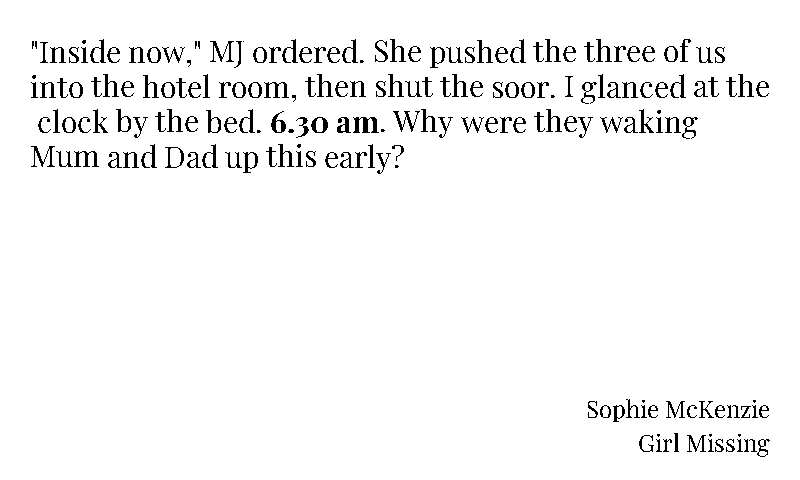 "Inside now," MJ ordered. She pushed the three of us
into the hotel room, then shut the soor. I glanced at the
clock by the bed. 6.30 am. Why were they waking
Mum and Dad up this early?
Sophie McKenzie
Girl Missing